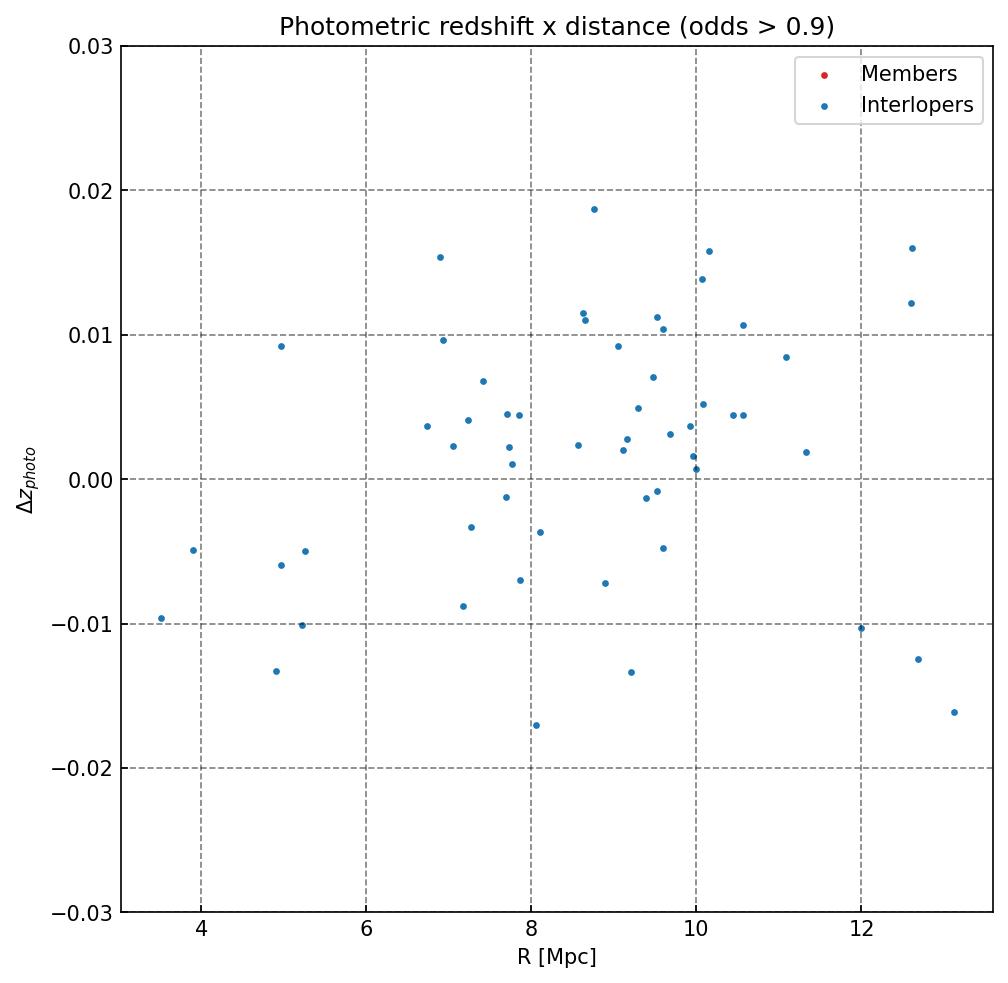 Photometric redshift x distance (odds > 0.9)
Members
Interlopers
0.03
0.02
0.01
0.00
−0.01
−0.02
−0.03
Δz_photo
4 6 8 10 12
R [Mpc]